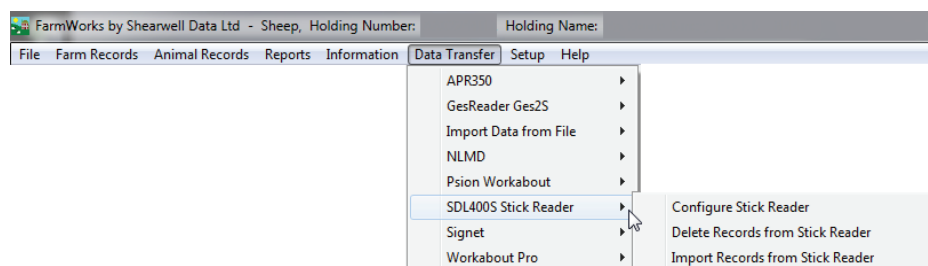 FarmWorks by Shearwell Data Ltd - Sheep, Holding Number: Holding Name:
File Farm Records Animal Records Reports Information Data Transfer Setup Help
APR350
GesReader Ges2S
Import Data from File
NLMD
Psion Workabout
SDL400S Stick Reader
Configure Stick Reader
Signet
Delete Records from Stick Reader
Workabout Pro
Import Records from Stick Reader